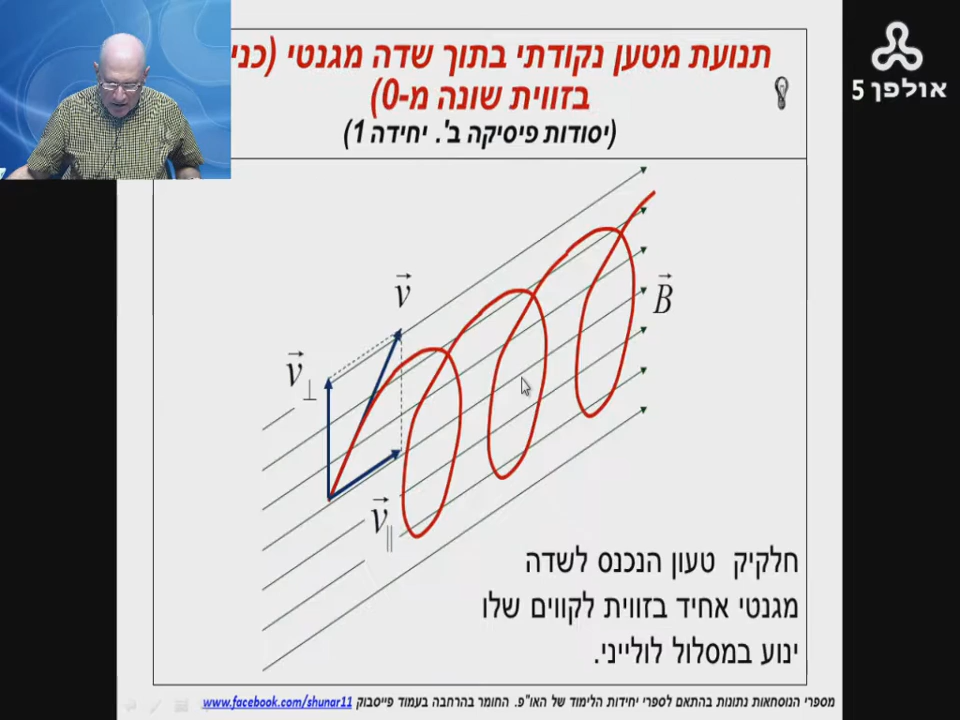 תנועת מטען נקודתי בתוך שדה מגנטי (כני
בזווית שונה מ-0)
(יסודות פיסיקה ב'. יחידה 1)
אולפן 5
v
v⊥
B
v||
חלקיק טעון הנכנס לשדה
מגנטי אחיד בזווית לקווים שלו
ינוע במסלול לולייני.
מספרי הנוסחאות נתונות בהתאם לספרי יחידות הלימוד של האו"פ. החומר בהרחבה בעמוד פייסבוק www.facebook.com/shunar11